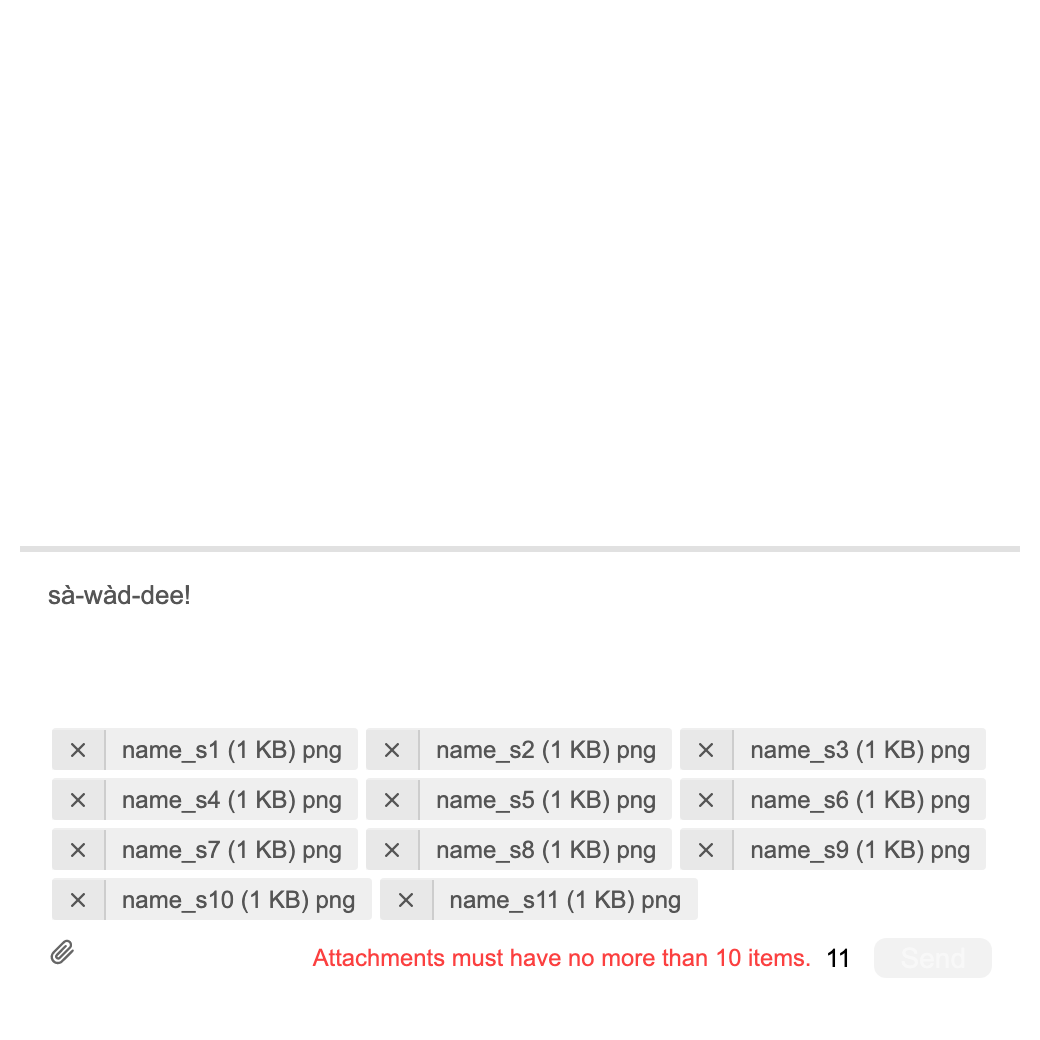 sà-wàd-dee!
× name_s1 (1 KB) png × name_s2 (1 KB) png × name_s3 (1 KB) png
× name_s4 (1 KB) png × name_s5 (1 KB) png × name_s6 (1 KB) png
× name_s7 (1 KB) png × name_s8 (1 KB) png × name_s9 (1 KB) png
× name_s10 (1 KB) png × name_s11 (1 KB) png
Attachments must have no more than 10 items. 11 Send